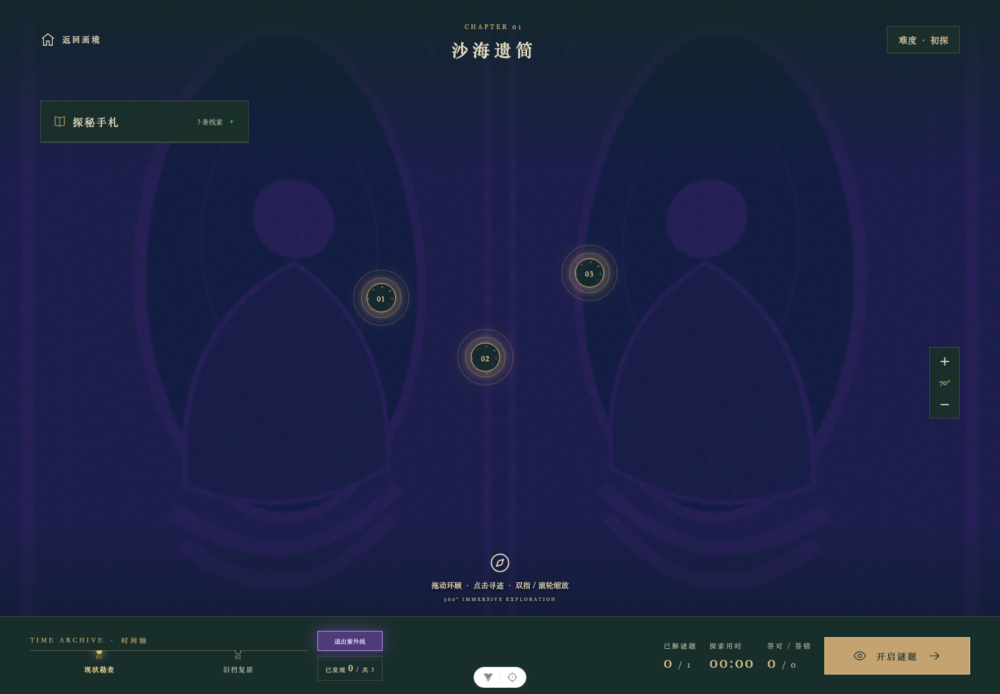 返回画境
CHAPTER 01
沙海遗简
难度 · 初探
探秘手札
3 条线索 +
01
02
03
+
70°
−
拖动环顾 · 点击寻迹 · 双指 / 滚轮缩放
360° IMMERSIVE EXPLORATION
TIME ARCHIVE · 时间轴
01
现状勘查
02
旧档复原
退出紫外线
已发现 0 / 共 3
已解谜题
0 / 1
探索用时
00:00
答对 / 答错
0 / 0
开启谜题